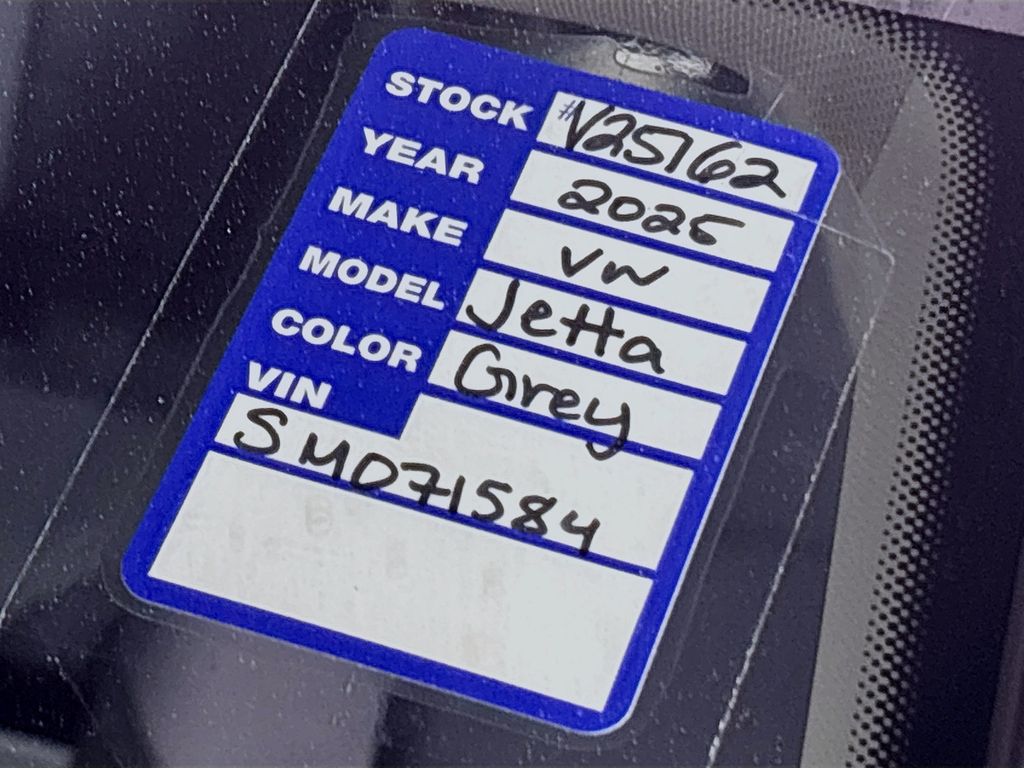 STOCK #V25162
YEAR 2025
MAKE VW
MODEL Jetta
COLOR Grey
VIN
SM071584